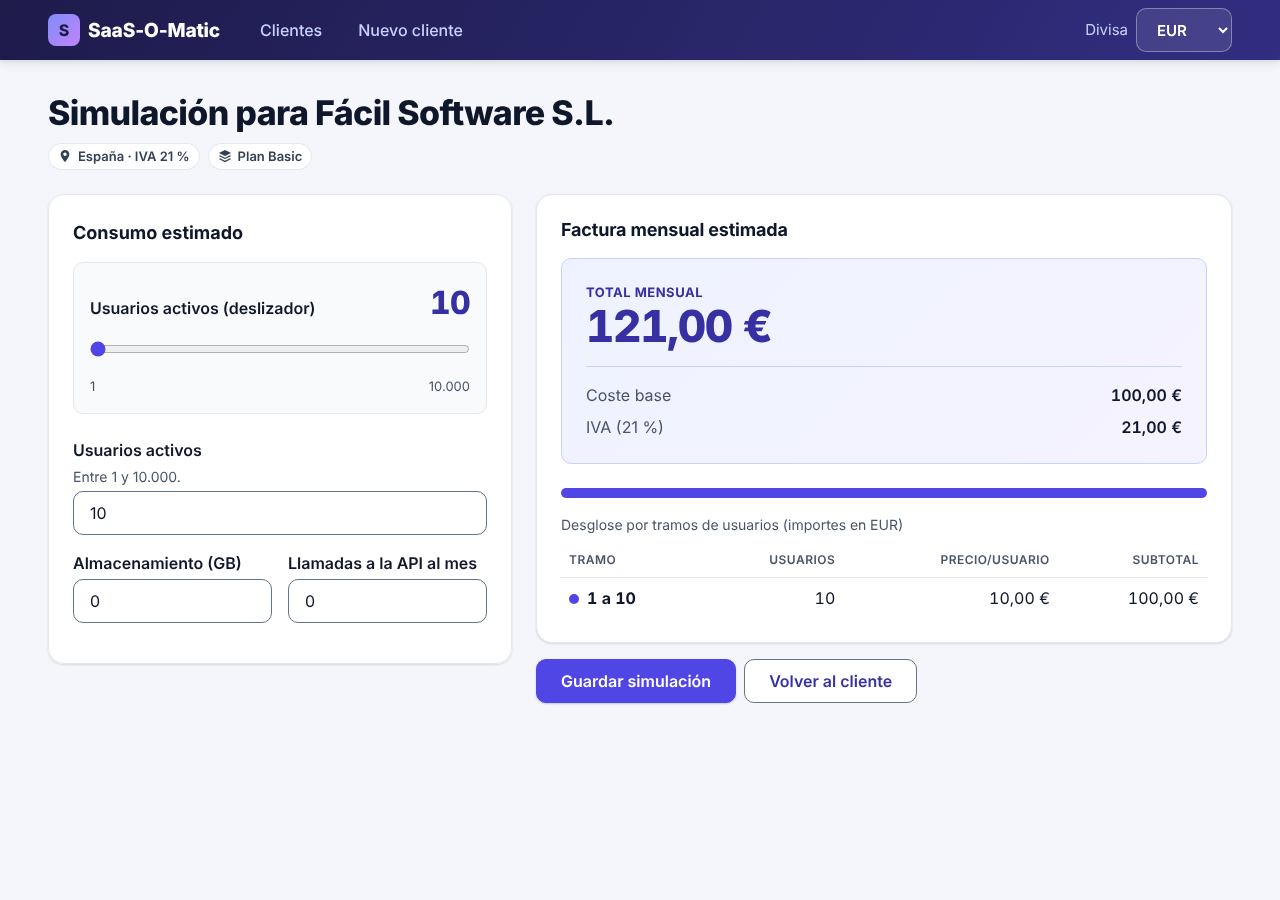 S SaaS-O-Matic Clientes Nuevo cliente Divisa EUR
Simulación para Fácil Software S.L.
España · IVA 21 % Plan Basic
Consumo estimado
Usuarios activos (deslizador) 10
1 10.000
Usuarios activos
Entre 1 y 10.000.
10
Almacenamiento (GB) Llamadas a la API al mes
0 0
Factura mensual estimada
TOTAL MENSUAL
121,00 €
Coste base 100,00 €
IVA (21 %) 21,00 €
Desglose por tramos de usuarios (importes en EUR)
TRAMO USUARIOS PRECIO/USUARIO SUBTOTAL
1 a 10 10 10,00 € 100,00 €
Guardar simulación Volver al cliente